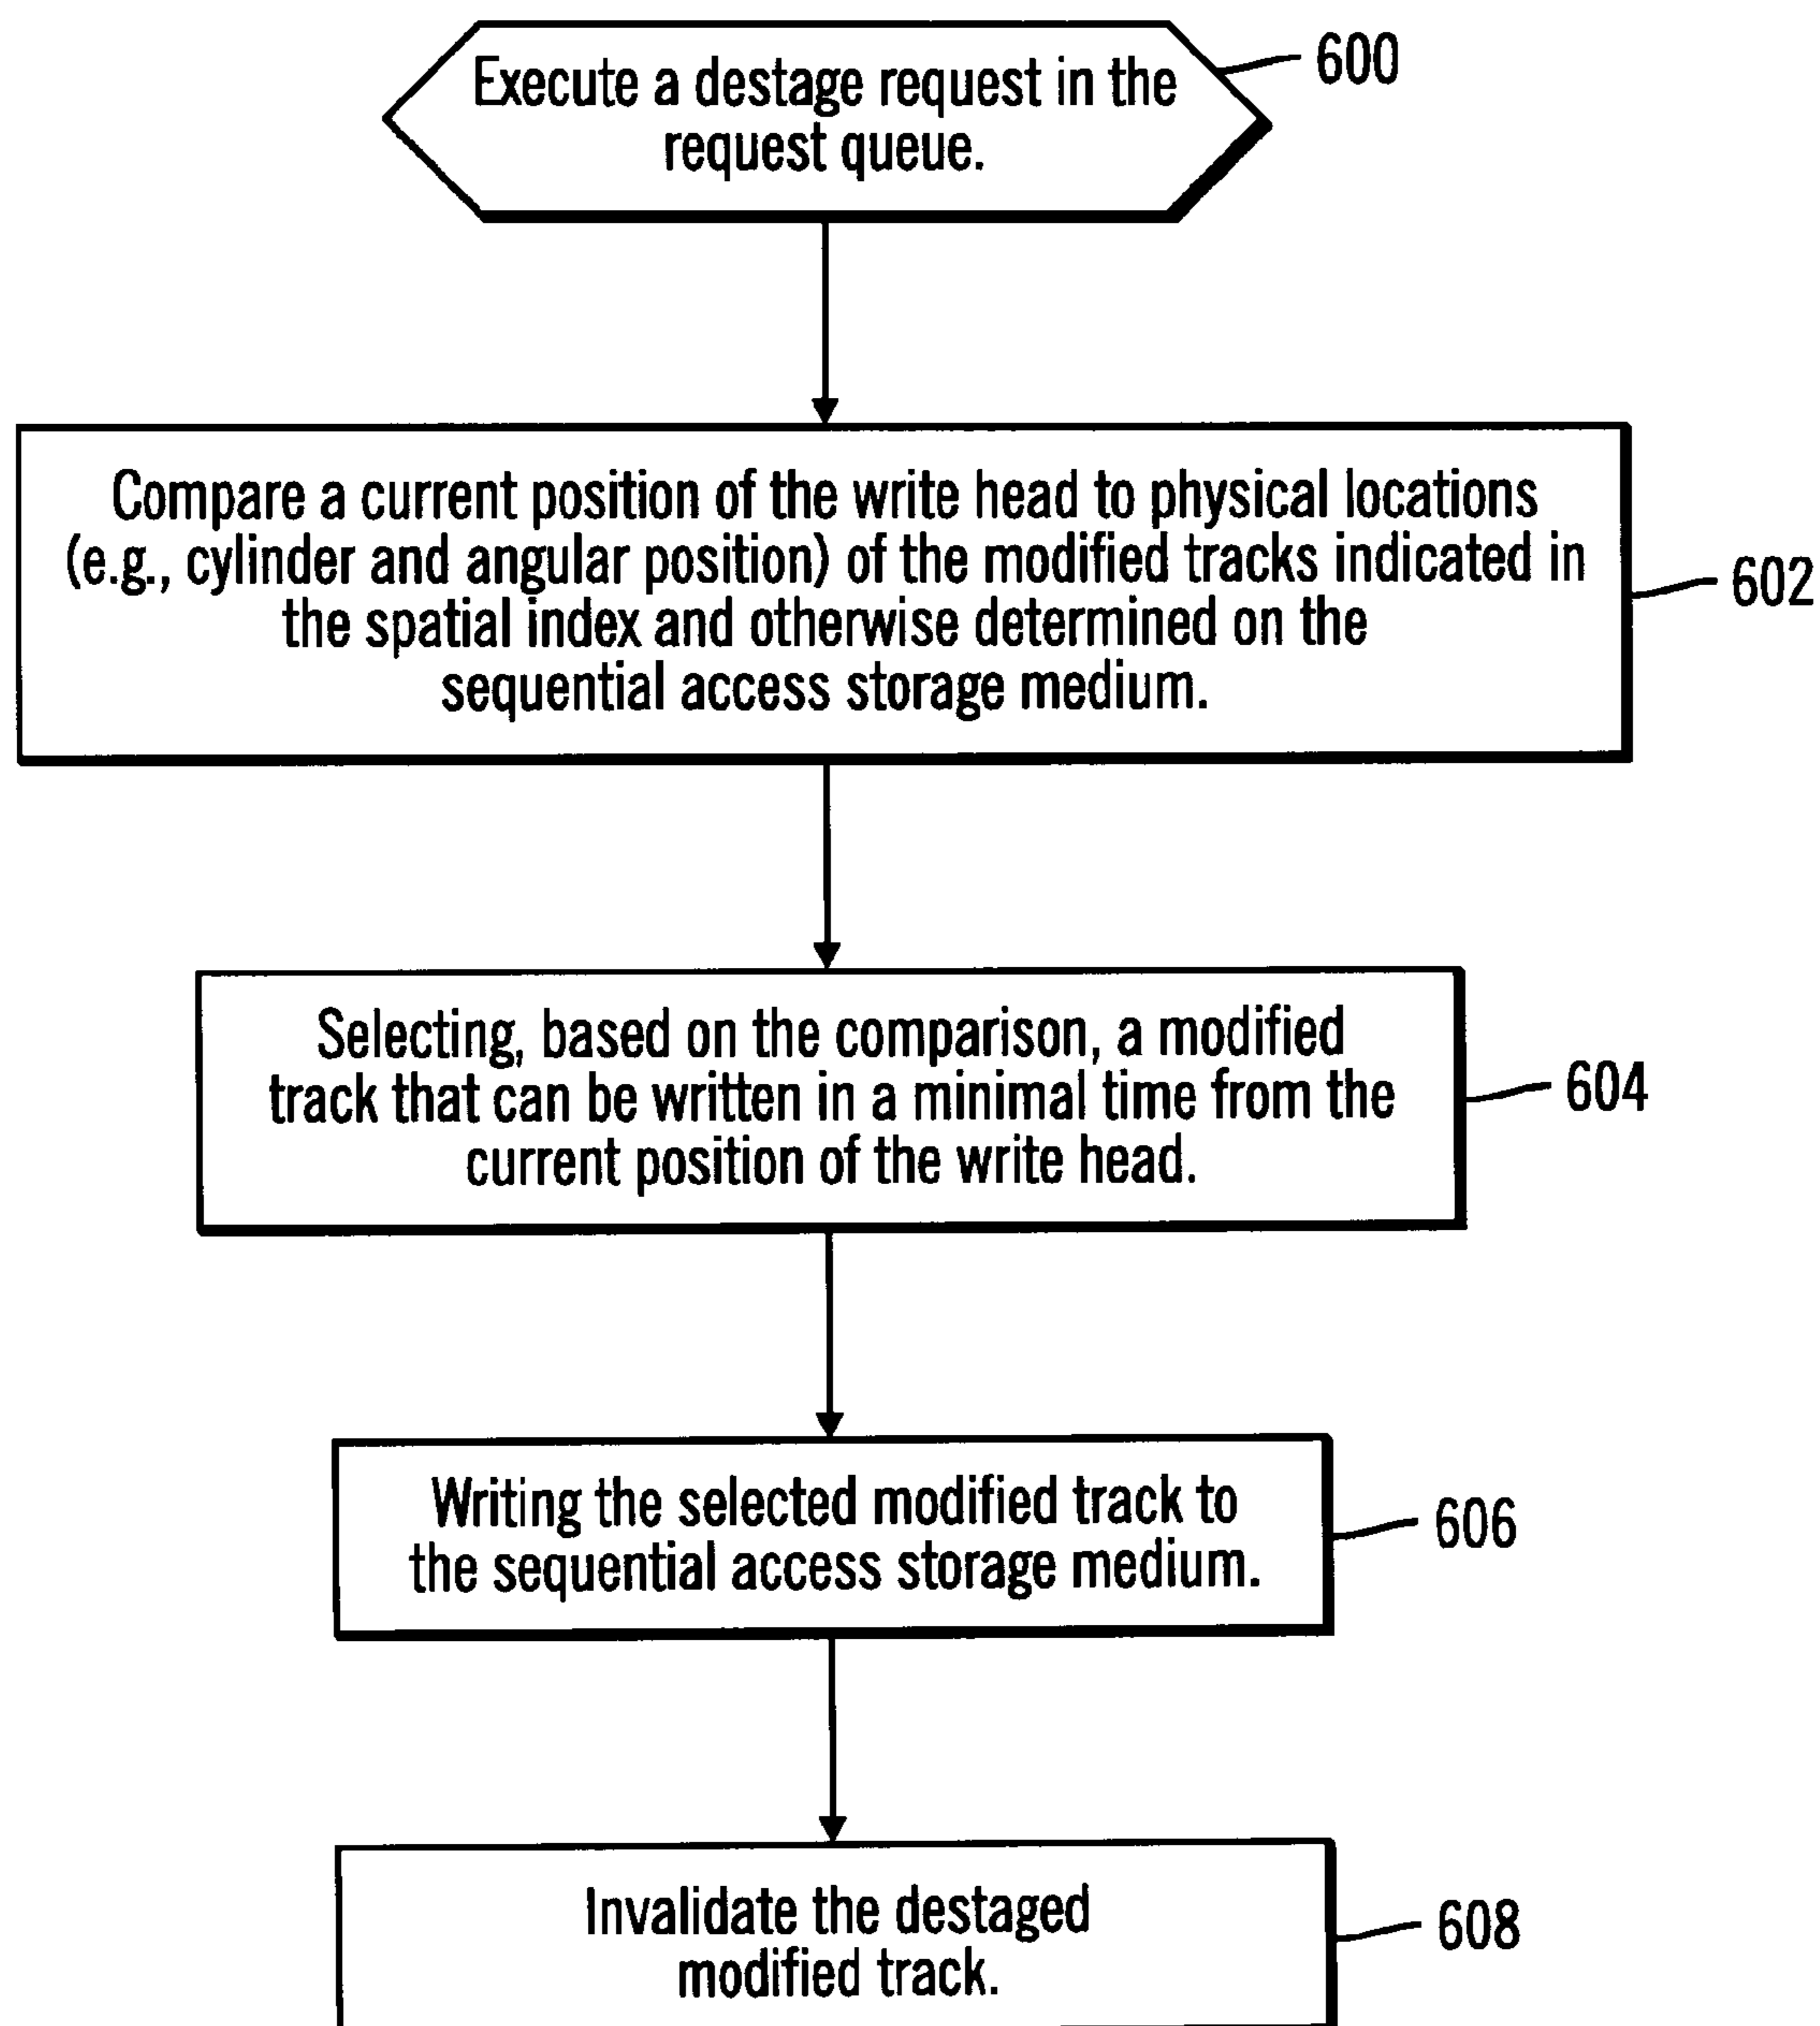 Execute a destage request in the
request queue.
600
Compare a current position of the write head to physical locations
(e.g., cylinder and angular position) of the modified tracks indicated in
the spatial index and otherwise determined on the
sequential access storage medium.
602
Selecting, based on the comparison, a modified
track that can be written in a minimal time from the
current position of the write head.
604
Writing the selected modified track to
the sequential access storage medium.
606
Invalidate the destaged
modified track.
608